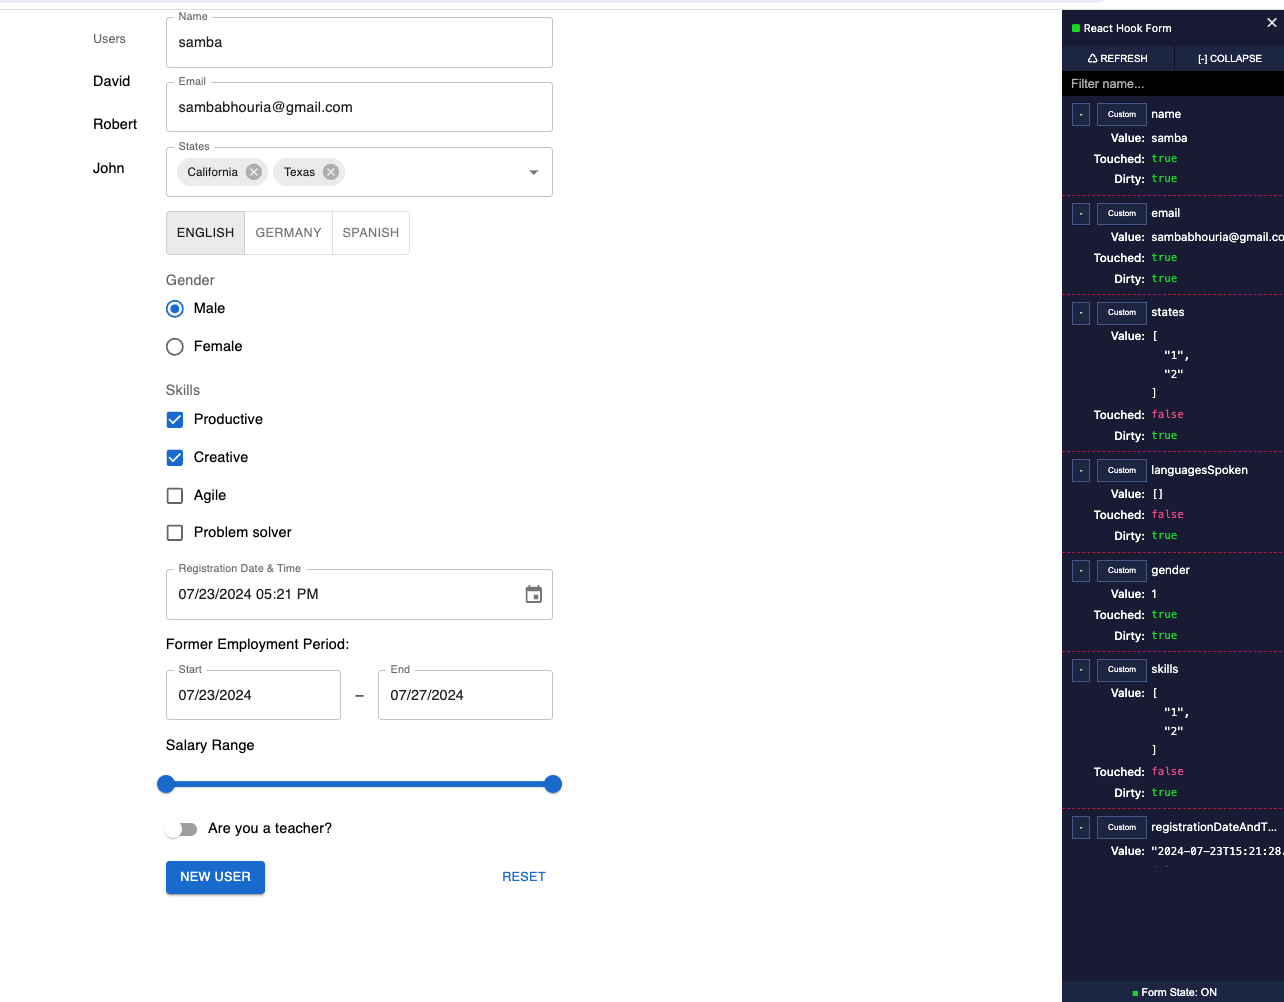 Users
David
Robert
John
Name
samba
Email
sambabhouria@gmail.com
States
California
Texas
ENGLISH GERMANY SPANISH
Gender
Male
Female
Skills
Productive
Creative
Agile
Problem solver
Registration Date & Time
07/23/2024 05:21 PM
Former Employment Period:
Start
07/23/2024
–
End
07/27/2024
Salary Range
Are you a teacher?
NEW USER
RESET
React Hook Form
REFRESH
[-] COLLAPSE
Filter name...
- Custom name
Value: samba
Touched: true
Dirty: true
- Custom email
Value: sambabhouria@gmail.co
Touched: true
Dirty: true
- Custom states
Value: [
"1",
"2"
]
Touched: false
Dirty: true
- Custom languagesSpoken
Value: []
Touched: false
Dirty: true
- Custom gender
Value: 1
Touched: true
Dirty: true
- Custom skills
Value: [
"1",
"2"
]
Touched: false
Dirty: true
- Custom registrationDateAndT...
Value: "2024-07-23T15:21:28.
Form State: ON